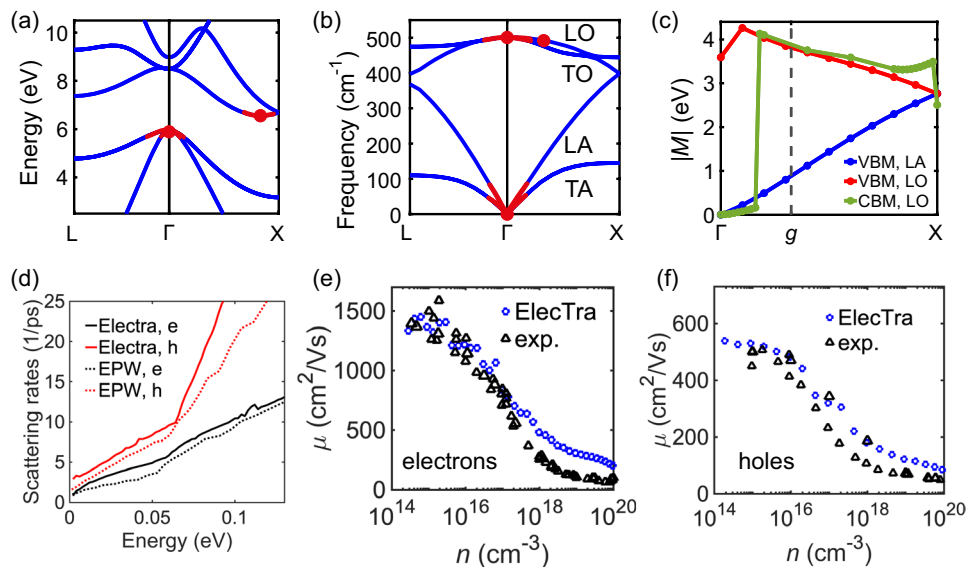 (a)
10
8
6
4
Energy (eV)
L Γ X
(b)
500
400
300
200
100
0
Frequency (cm⁻¹)
LO
TO
LA
TA
L Γ X
(c)
4
2
0
|M| (eV)
VBM, LA
VBM, LO
CBM, LO
Γ g X
(d)
25
20
15
10
5
0
Scattering rates (1/ps)
Electra, e
Electra, h
EPW, e
EPW, h
0 0.05 0.1
Energy (eV)
(e)
1500
1000
500
0
μ (cm²/Vs)
ElecTra
exp.
electrons
10¹⁴ 10¹⁶ 10¹⁸ 10²⁰
n (cm⁻³)
(f)
600
400
200
0
μ (cm²/Vs)
ElecTra
exp.
holes
10¹⁴ 10¹⁶ 10¹⁸ 10²⁰
n (cm⁻³)